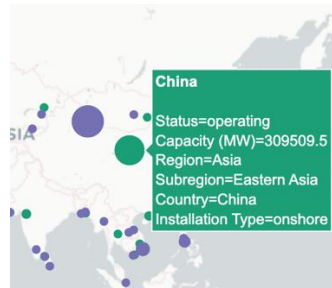 China
Status=operating
SIA
Capacity (MW)=309509.5
Region=Asia
Subregion=Eastern Asia
Country=China
Installation Type=onshore